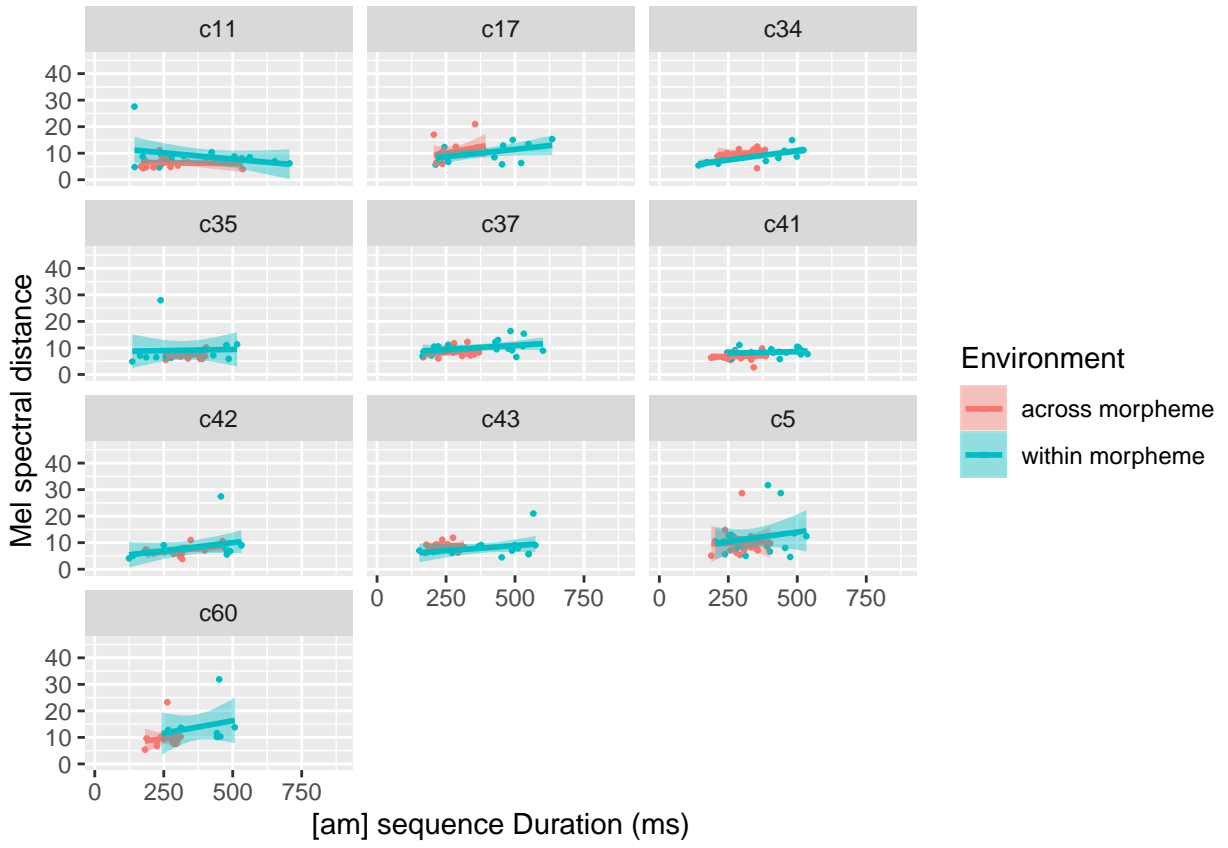 c11
c17
c34
40
30
20
10
0
c35
c37
c41
40
30
20
10
0
c42
c43
c5
40
30
20
10
0
0 250 500 750
0 250 500 750
c60
40
30
20
10
0
0 250 500 750
[am] sequence Duration (ms)
Mel spectral distance
Environment
across morpheme
within morpheme